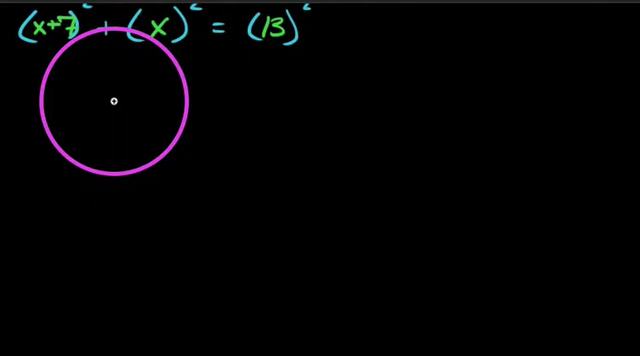 (x+7)² + (x)² = (13)²